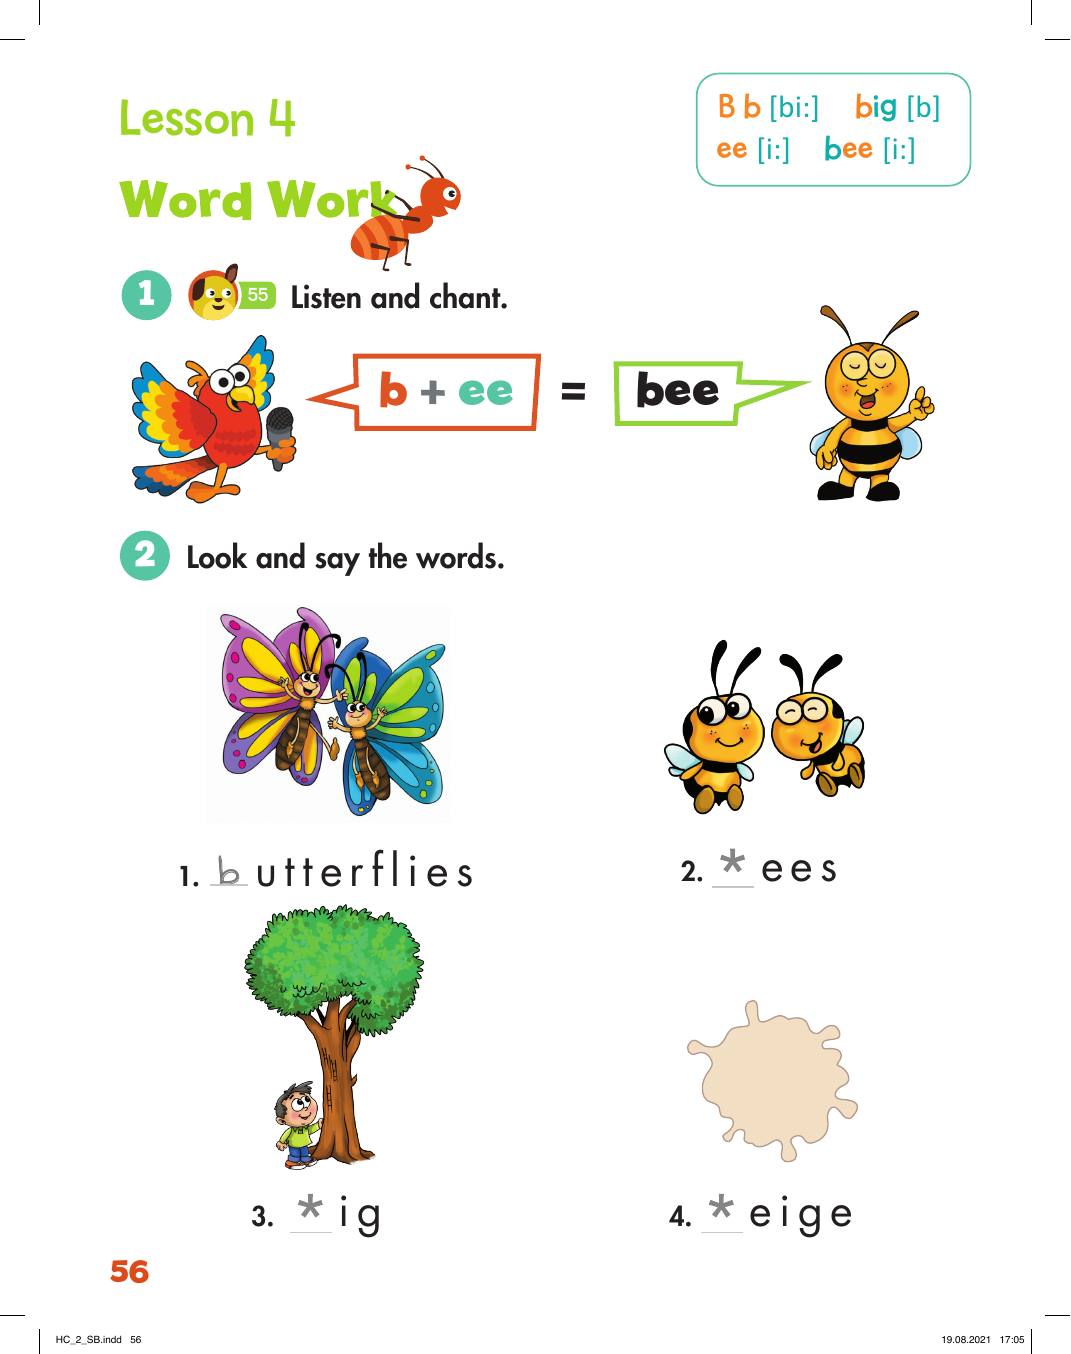 Lesson 4
B b [bi:] big [b]
ee [i:] bee [i:]
Word Work
1 55 Listen and chant.
b + ee = bee
2 Look and say the words.
1. b utterflies
2. * ees
3. * ig
4. * eige
56
HC_2_SB.indd 56
19.08.2021 17:05